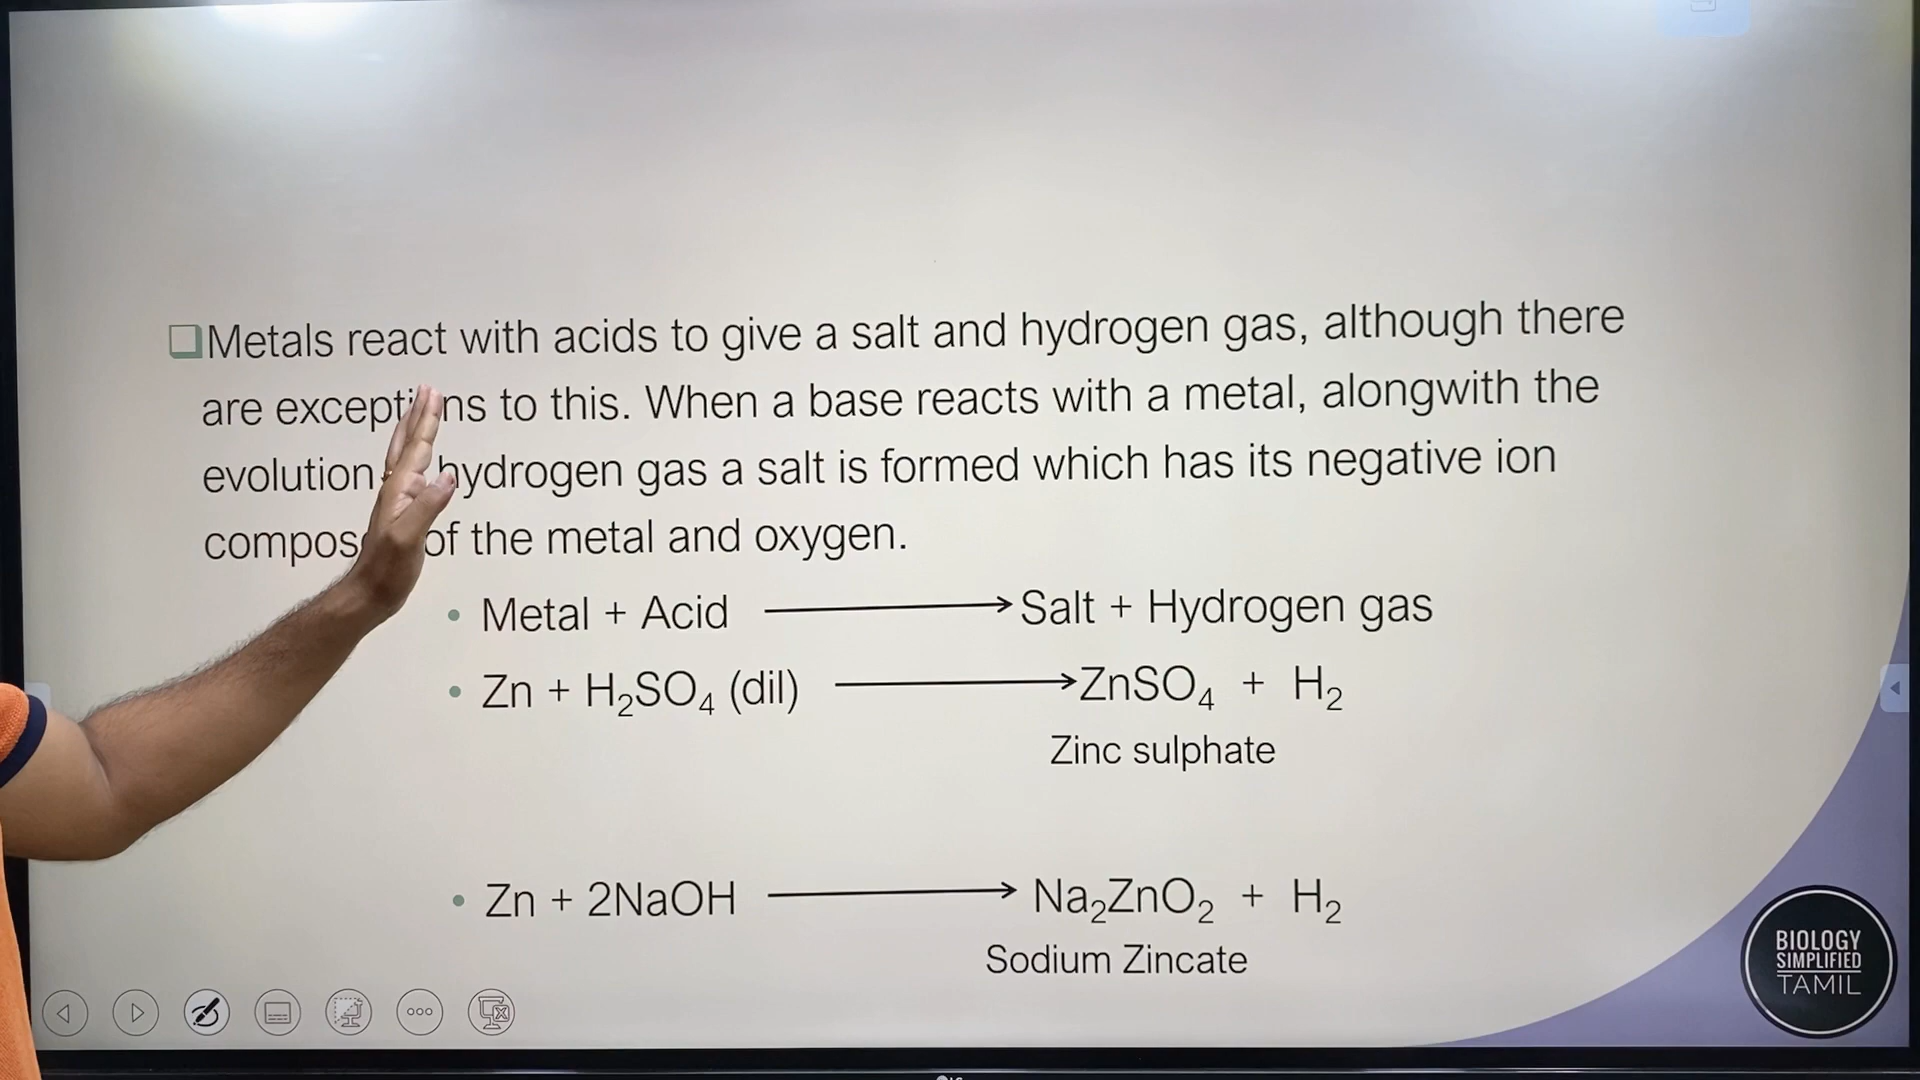 Metals react with acids to give a salt and hydrogen gas, although there
are exceptions to this. When a base reacts with a metal, alongwith the
evolution hydrogen gas a salt is formed which has its negative ion
of the metal and oxygen.
• Metal + Acid ⟶ Salt + Hydrogen gas
• Zn + H₂SO₄ (dil) ⟶ ZnSO₄ + H₂
Zinc sulphate
• Zn + 2NaOH ⟶ Na₂ZnO₂ + H₂
Sodium Zincate
BIOLOGY
SIMPLIFIED
TAMIL